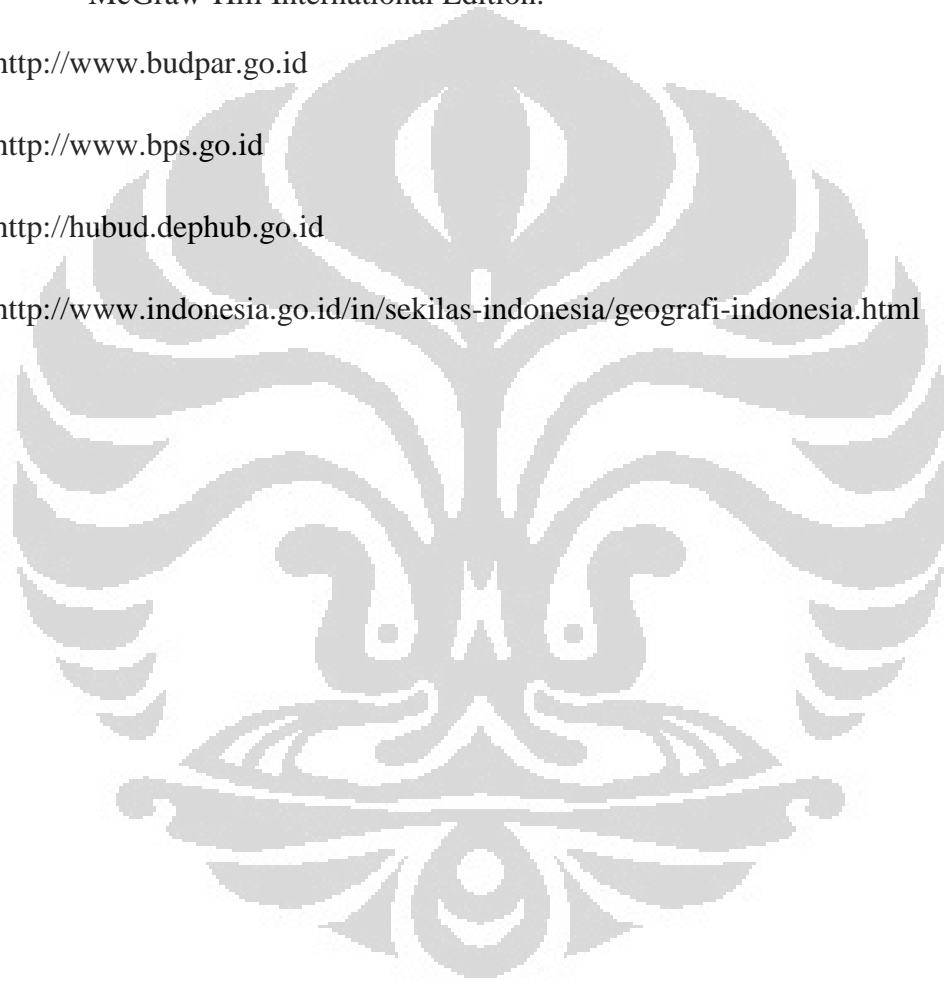 McGraw-Hill International Edition.
http://www.budpar.go.id
http://www.bps.go.id
http://hubud.dephub.go.id
http://www.indonesia.go.id/in/sekilas-indonesia/geografi-indonesia.html